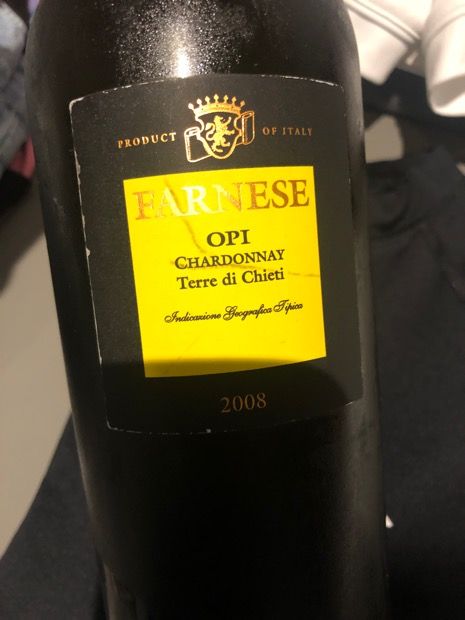 PRODUCT OF ITALY
FARNESE
OPI
CHARDONNAY
Terre di Chieti
Indicazione Geografica Tipica
2008